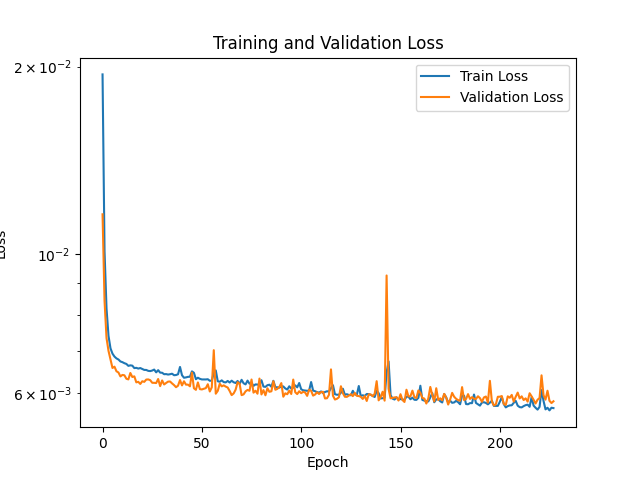 Training and Validation Loss
2 × 10⁻²
10⁻²
6 × 10⁻³
Loss
Train Loss
Validation Loss
0
50
100
150
200
Epoch